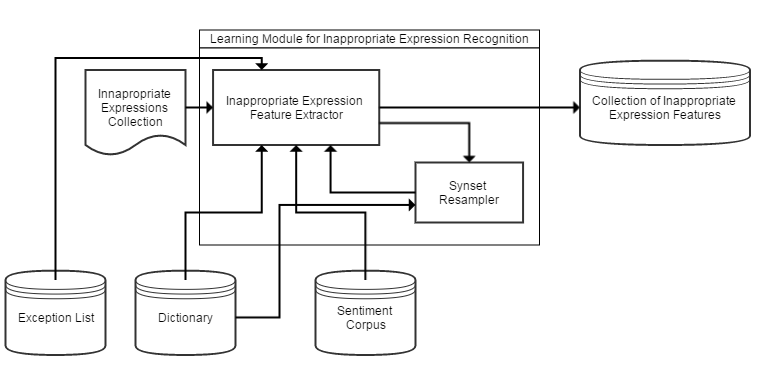 Learning Module for Inappropriate Expression Recognition
Innapropriate
Expressions
Collection
Inappropriate Expression
Feature Extractor
Collection of Inappropriate
Expression Features
Synset
Resampler
Exception List
Dictionary
Sentiment
Corpus